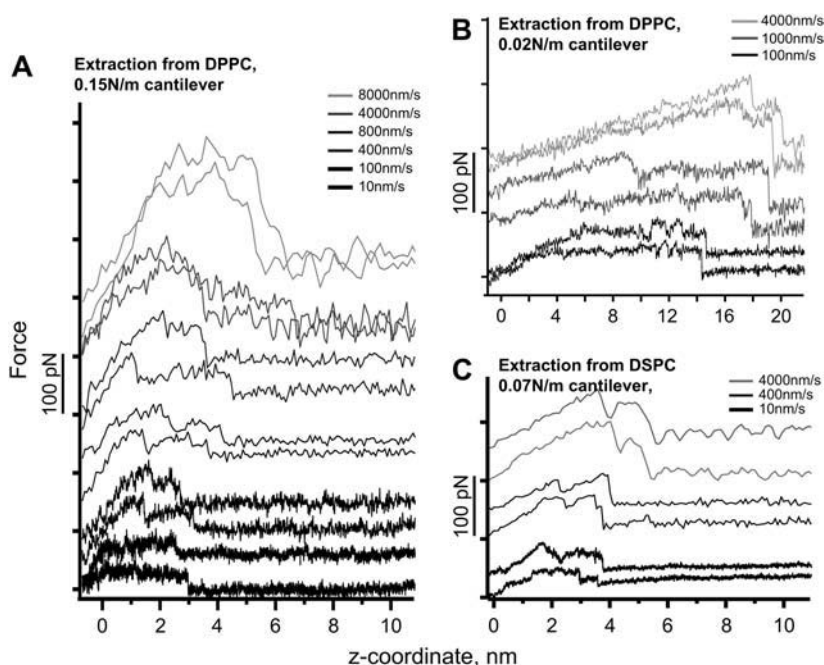 A
Extraction from DPPC,
0.15N/m cantilever
8000nm/s
4000nm/s
800nm/s
400nm/s
100nm/s
10nm/s
Force
100 pN
0 2 4 6 8 10
B
Extraction from DPPC,
0.02N/m cantilever
4000nm/s
1000nm/s
100nm/s
100 pN
0 4 8 12 16 20
C
Extraction from DSPC
0.07N/m cantilever,
4000nm/s
400nm/s
10nm/s
100 pN
0 2 4 6 8 10
z-coordinate, nm